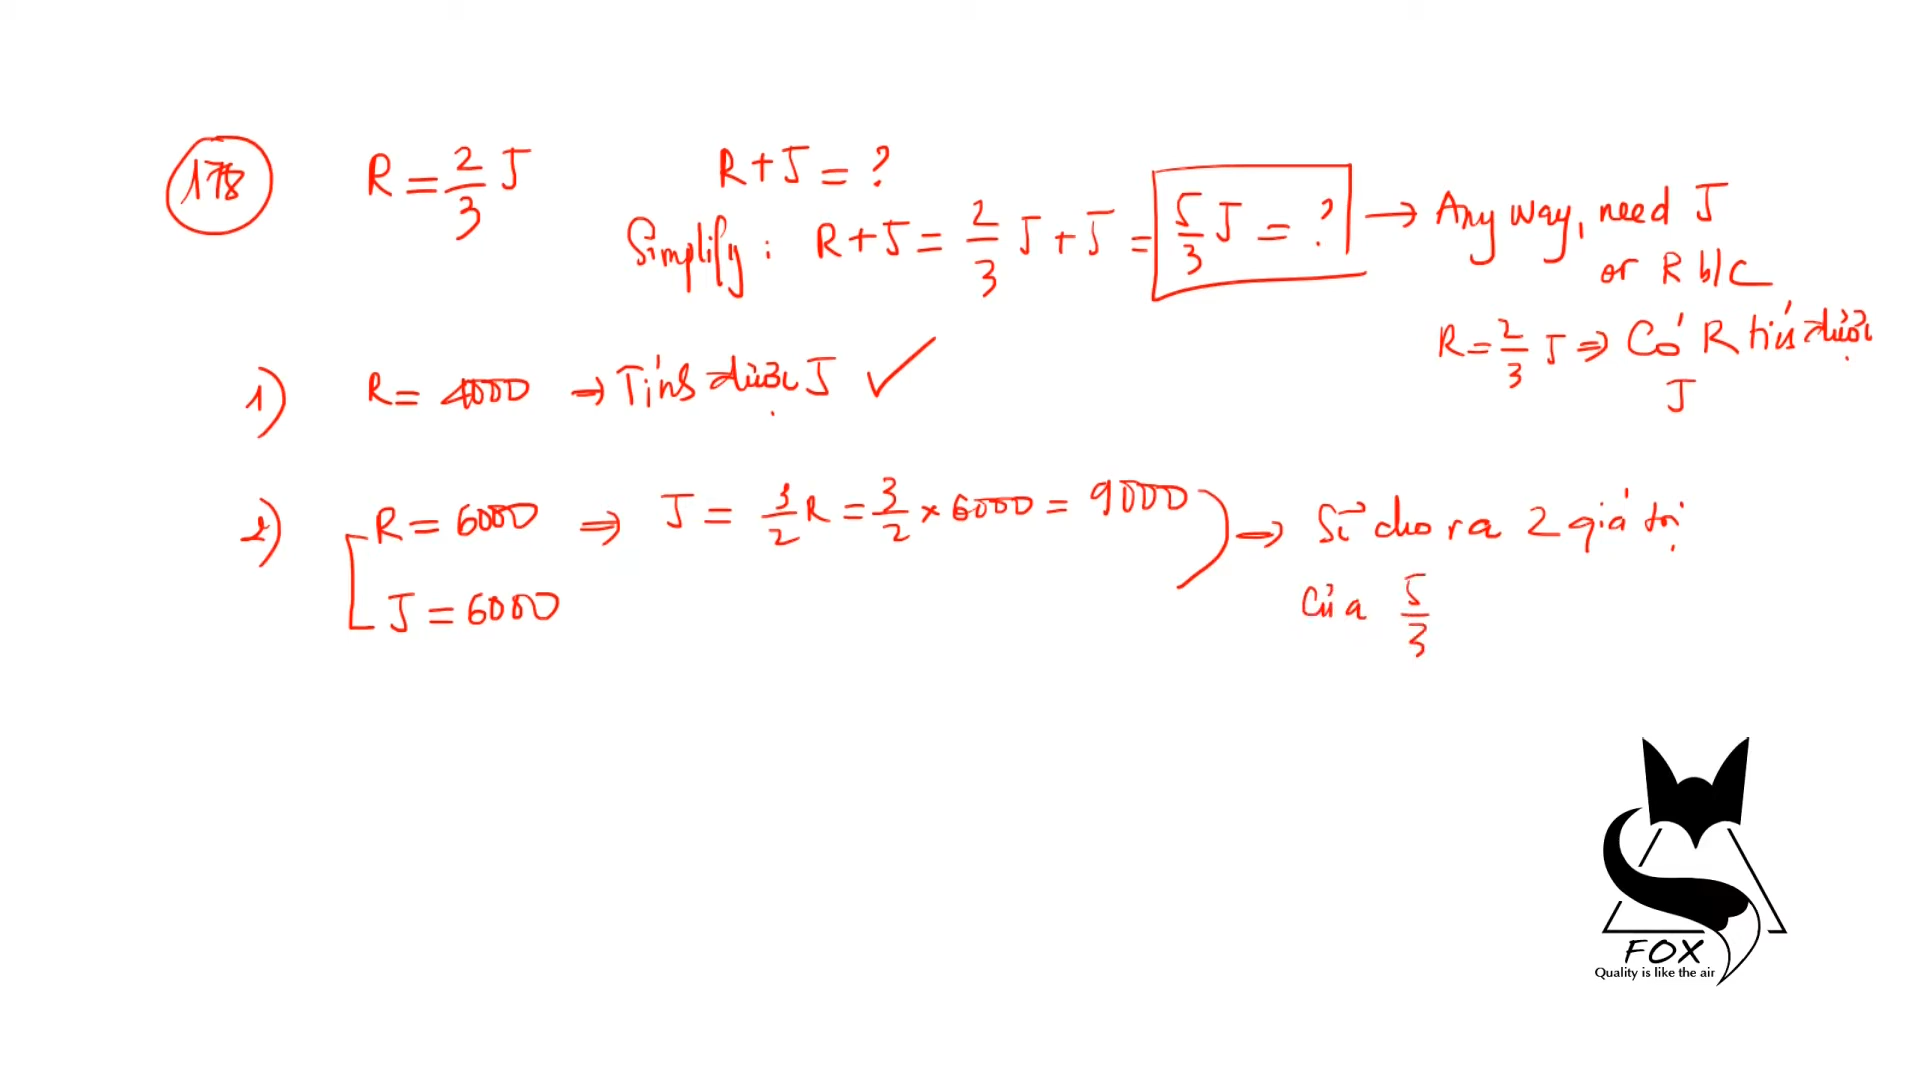 178 R = 2/3 J R + J = ?
Simplify : R + J = 2/3 J + J = 5/3 J = ? → Any way, need J
or R b/c
R = 2/3 J ⇒ Có R tính được
J
1) R = 4000 → Tính được J ✓
2) R = 6000 ⇒ J = 3/2 R = 3/2 × 6000 = 9000
J = 6000
⇒ Sẽ cho ra 2 giá trị
của 5/3
FOX
Quality is like the air